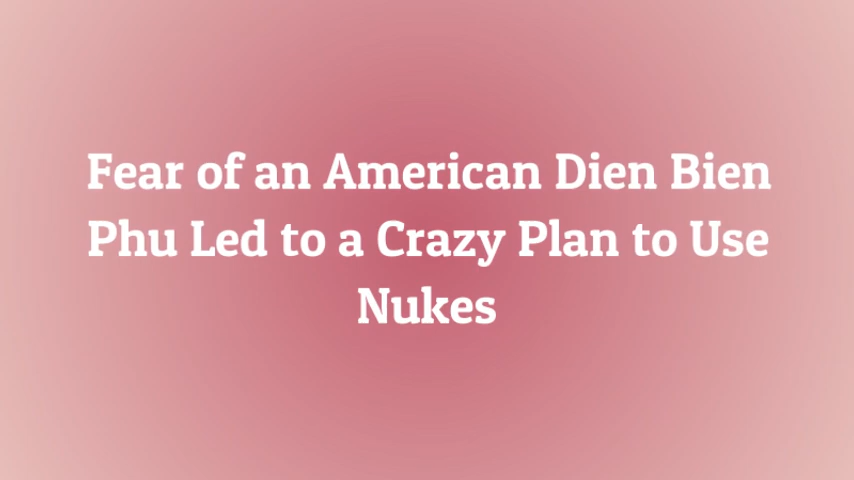 Fear of an American Dien Bien
Phu Led to a Crazy Plan to Use
Nukes